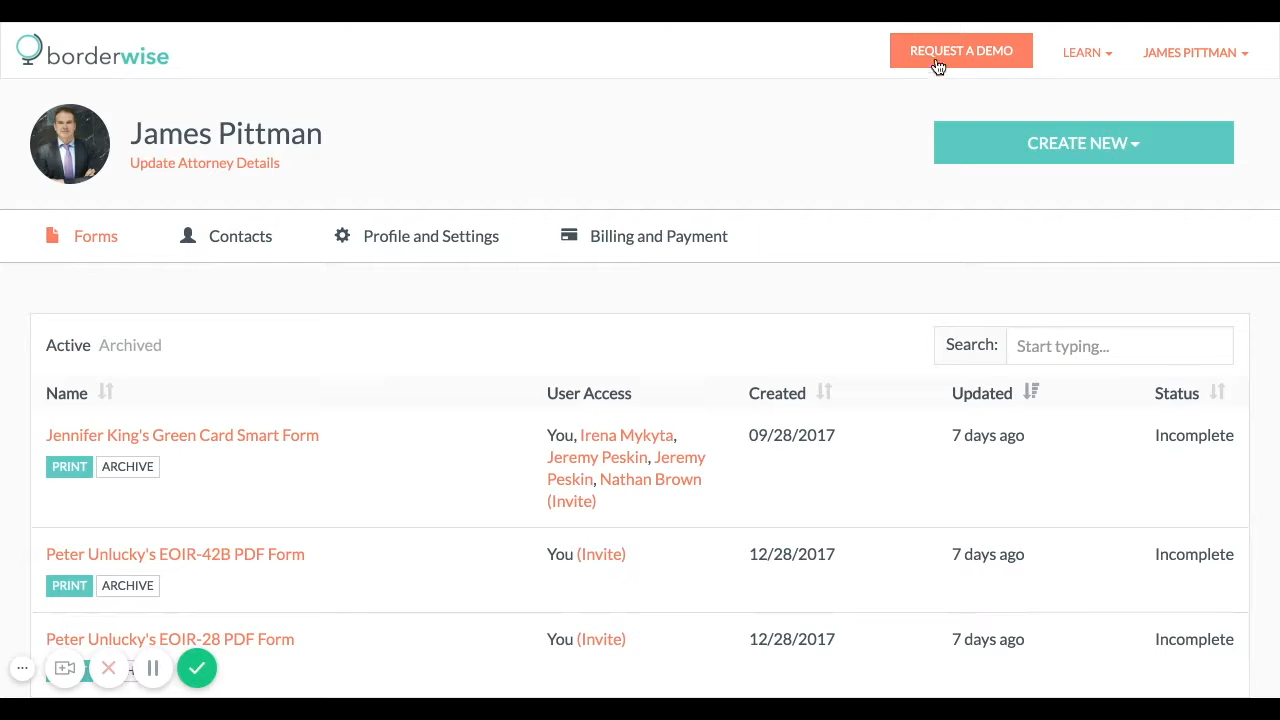 borderwise
REQUEST A DEMO
LEARN
JAMES PITTMAN
James Pittman
Update Attorney Details
CREATE NEW
Forms
Contacts
Profile and Settings
Billing and Payment
Active Archived
Search: Start typing...
Name User Access Created Updated Status
Jennifer King's Green Card Smart Form You, Irena Mykyta, 09/28/2017 7 days ago Incomplete
PRINT ARCHIVE Jeremy Peskin, Jeremy
Peskin, Nathan Brown
(Invite)
Peter Unlucky's EOIR-42B PDF Form You (Invite) 12/28/2017 7 days ago Incomplete
PRINT ARCHIVE
Peter Unlucky's EOIR-28 PDF Form You (Invite) 12/28/2017 7 days ago Incomplete